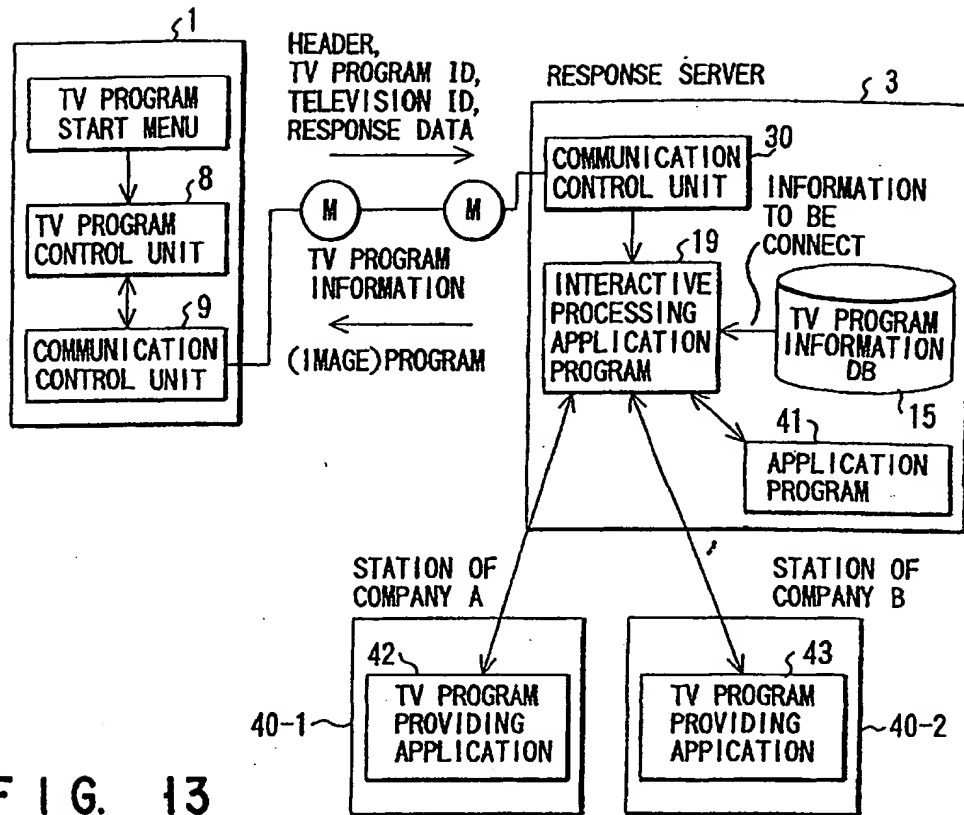 1
TV PROGRAM
START MENU
8
TV PROGRAM
CONTROL UNIT
9
COMMUNICATION
CONTROL UNIT
HEADER,
TV PROGRAM ID,
TELEVISION ID,
RESPONSE DATA
M
M
TV PROGRAM
INFORMATION
(IMAGE)PROGRAM
RESPONSE SERVER
3
30
COMMUNICATION
CONTROL UNIT
INFORMATION
TO BE
CONNECT
19
INTERACTIVE
PROCESSING
APPLICATION
PROGRAM
TV PROGRAM
INFORMATION
DB
15
41
APPLICATION
PROGRAM
STATION OF
COMPANY A
STATION OF
COMPANY B
42
TV PROGRAM
PROVIDING
APPLICATION
40-1
43
TV PROGRAM
PROVIDING
APPICATION
40-2
FIG. 13